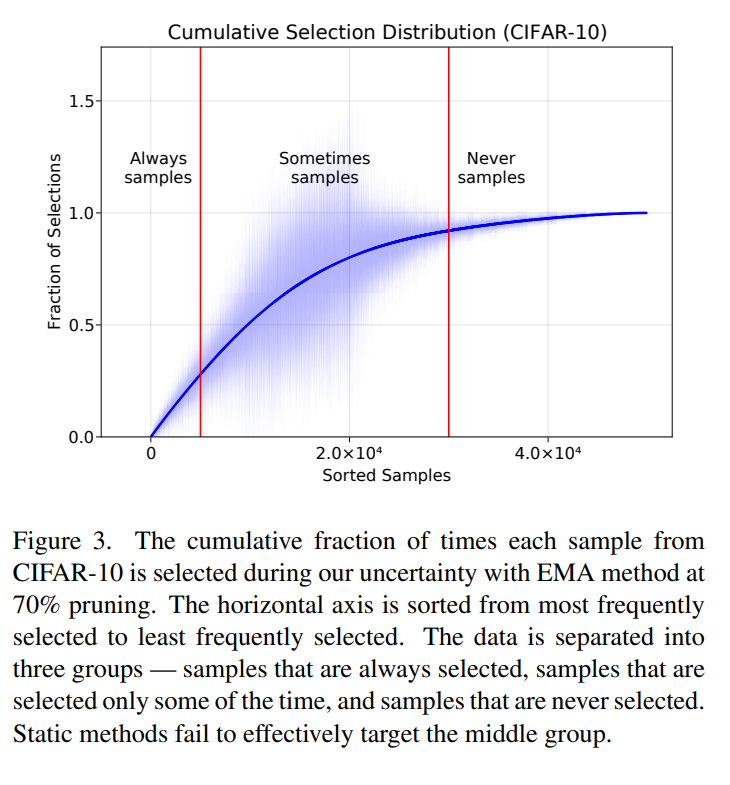 Cumulative Selection Distribution (CIFAR-10)
1.5
Always
samples
Sometimes
samples
Never
samples
1.0
Fraction of Selections
0.5
0.0
0
2.0×10⁴
4.0×10⁴
Sorted Samples
Figure 3. The cumulative fraction of times each sample from
CIFAR-10 is selected during our uncertainty with EMA method at
70% pruning. The horizontal axis is sorted from most frequently
selected to least frequently selected. The data is separated into
three groups — samples that are always selected, samples that are
selected only some of the time, and samples that are never selected.
Static methods fail to effectively target the middle group.